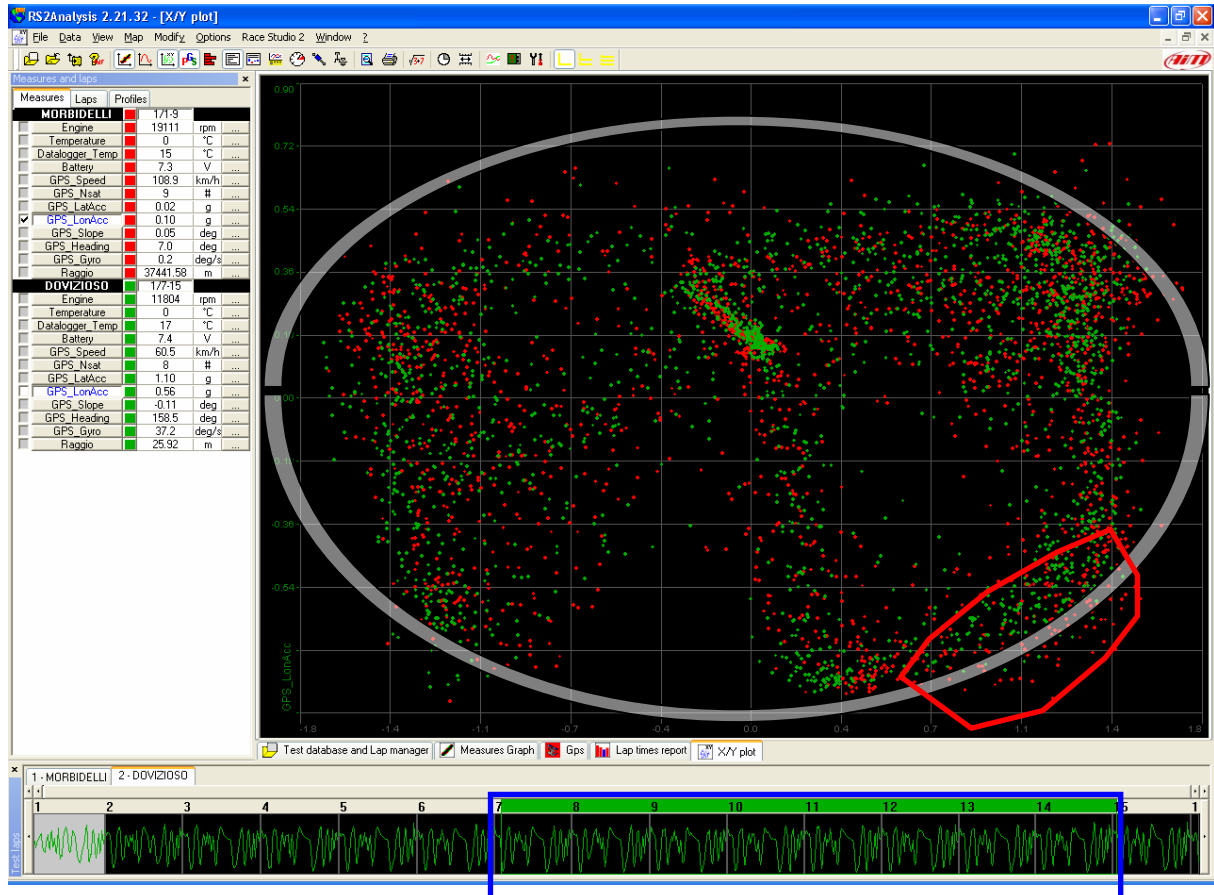 RS2Analysis 2.21.32 - [X/Y plot]
File Data View Map Modify Options Race Studio 2 Window ?
AiM
Measures and laps
Measures Laps Profiles
MORBIDELLI 1/1-9
Engine 19111 rpm ...
Temperature 0 °C ...
Datalogger_Temp 15 °C ...
Battery 7.3 V ...
GPS_Speed 108.9 km/h ...
GPS_Nsat 9 # ...
GPS_LatAcc 0.02 g ...
GPS_LonAcc 0.10 g ...
GPS_Slope 0.05 deg ...
GPS_Heading 7.0 deg ...
GPS_Gyro 0.2 deg/s ...
Raggio 37441.58 m ...
DOVIZIOSO 1/7-15
Engine 11804 rpm ...
Temperature 0 °C ...
Datalogger_Temp 17 °C ...
Battery 7.4 V ...
GPS_Speed 60.5 km/h ...
GPS_Nsat 8 # ...
GPS_LatAcc 1.10 g ...
GPS_LonAcc 0.56 g ...
GPS_Slope -0.11 deg ...
GPS_Heading 158.5 deg ...
GPS_Gyro 37.2 deg/s ...
Raggio 25.92 m ...
0.90
0.72
0.54
0.36
0.00
-0.36
-0.54
GPS_LonAcc
-1.8 -1.4 -1.1 -0.7 -0.4 0.0 0.4 0.7 1.1 1.4 1.8
Test database and Lap manager Measures Graph Gps Lap times report X/Y plot
1 - MORBIDELLI 2 - DOVIZIOSO
1 2 3 4 5 6 7 8 9 10 11 12 13 14 15 1
Test Laps